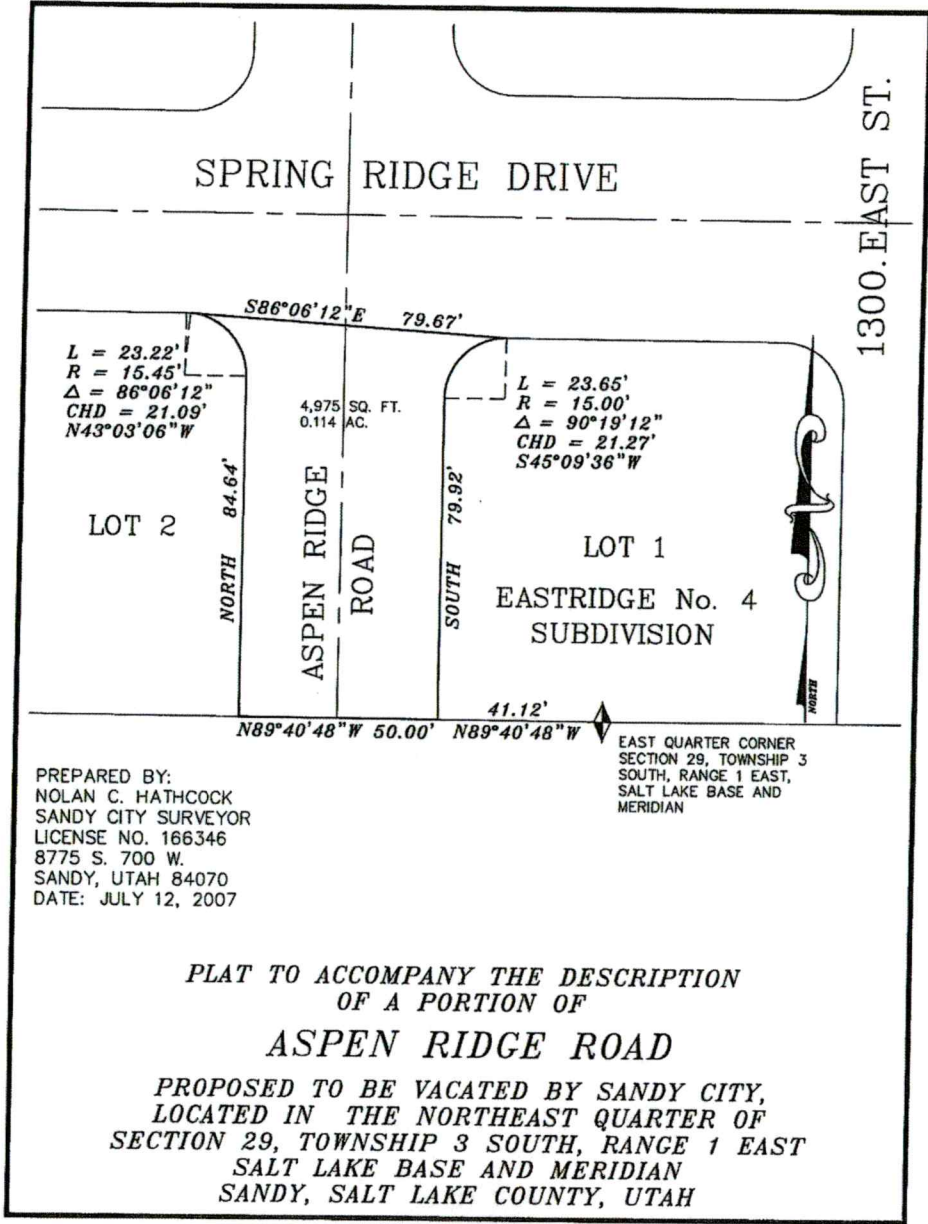 SPRING RIDGE DRIVE
1300.EAST ST.
S86°06'12"E 79.67'
L = 23.22'
R = 15.45'
Δ = 86°06'12"
CHD = 21.09'
N43°03'06"W
4,975 SQ. FT.
0.114 AC.
L = 23.65'
R = 15.00'
Δ = 90°19'12"
CHD = 21.27'
S45°09'36"W
LOT 2
NORTH 84.64'
ASPEN RIDGE
ROAD
SOUTH 79.92'
LOT 1
EASTRIDGE No. 4
SUBDIVISION
NORTH
41.12'
N89°40'48"W 50.00' N89°40'48"W
EAST QUARTER CORNER
SECTION 29, TOWNSHIP 3
SOUTH, RANGE 1 EAST,
SALT LAKE BASE AND
MERIDIAN
PREPARED BY:
NOLAN C. HATHCOCK
SANDY CITY SURVEYOR
LICENSE NO. 166346
8775 S. 700 W.
SANDY, UTAH 84070
DATE: JULY 12, 2007
PLAT TO ACCOMPANY THE DESCRIPTION
OF A PORTION OF
ASPEN RIDGE ROAD
PROPOSED TO BE VACATED BY SANDY CITY,
LOCATED IN THE NORTHEAST QUARTER OF
SECTION 29, TOWNSHIP 3 SOUTH, RANGE 1 EAST
SALT LAKE BASE AND MERIDIAN
SANDY, SALT LAKE COUNTY, UTAH